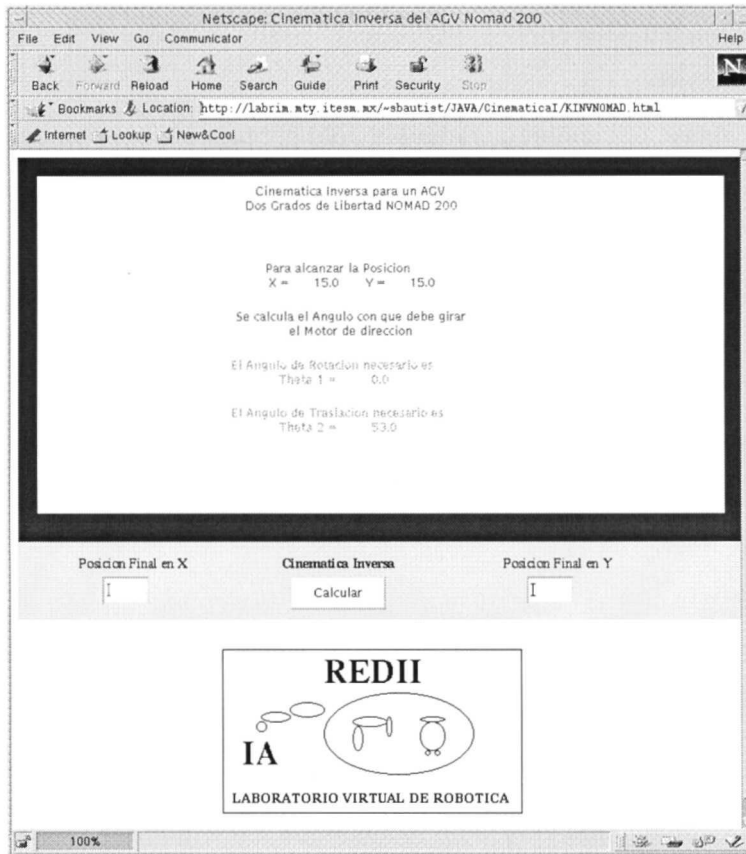 Netscape: Cinematica Inversa del AGV Nomad 200
File Edit View Go Communicator Help
Back Forward Reload Home Search Guide Print Security Stop
N
Bookmarks Location: http://labrim.mty.itesm.mx/~sbautist/JAVA/CinematicaI/KINVNOMAD.html
Internet Lookup New&Cool
Cinematica Inversa para un AGV
Dos Grados de Libertad NOMAD 200
Para alcanzar la Posicion
X = 15.0 Y = 15.0
Se calcula el Angulo con que debe girar
el Motor de direccion
El Angulo de Rotacion necesario es
Theta 1 = 0.0
El Angulo de Traslacion necesario es
Theta 2 = 53.0
Posicion Final en X Cinematica Inversa Posicion Final en Y
Calcular
REDII
IA
LABORATORIO VIRTUAL DE ROBOTICA
100%